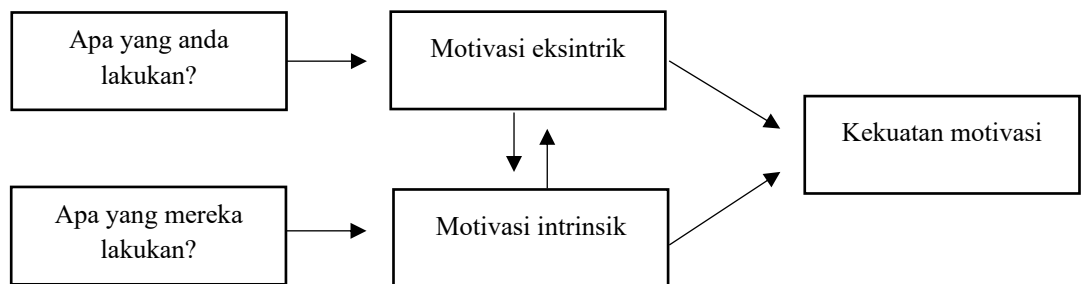 Apa yang anda
lakukan?
Motivasi eksintrik
Kekuatan motivasi
Apa yang mereka
lakukan?
Motivasi intrinsik